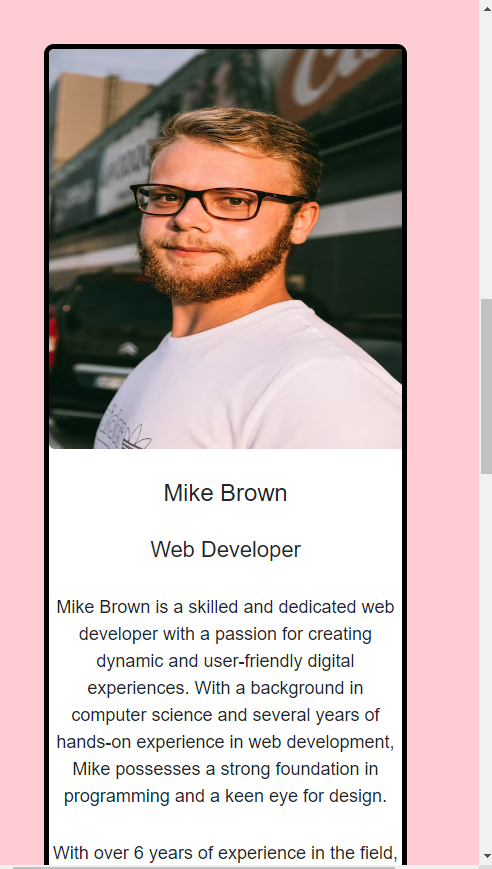 Mike Brown
Web Developer
Mike Brown is a skilled and dedicated web
developer with a passion for creating
dynamic and user-friendly digital
experiences. With a background in
computer science and several years of
hands-on experience in web development,
Mike possesses a strong foundation in
programming and a keen eye for design.
With over 6 years of experience in the field,